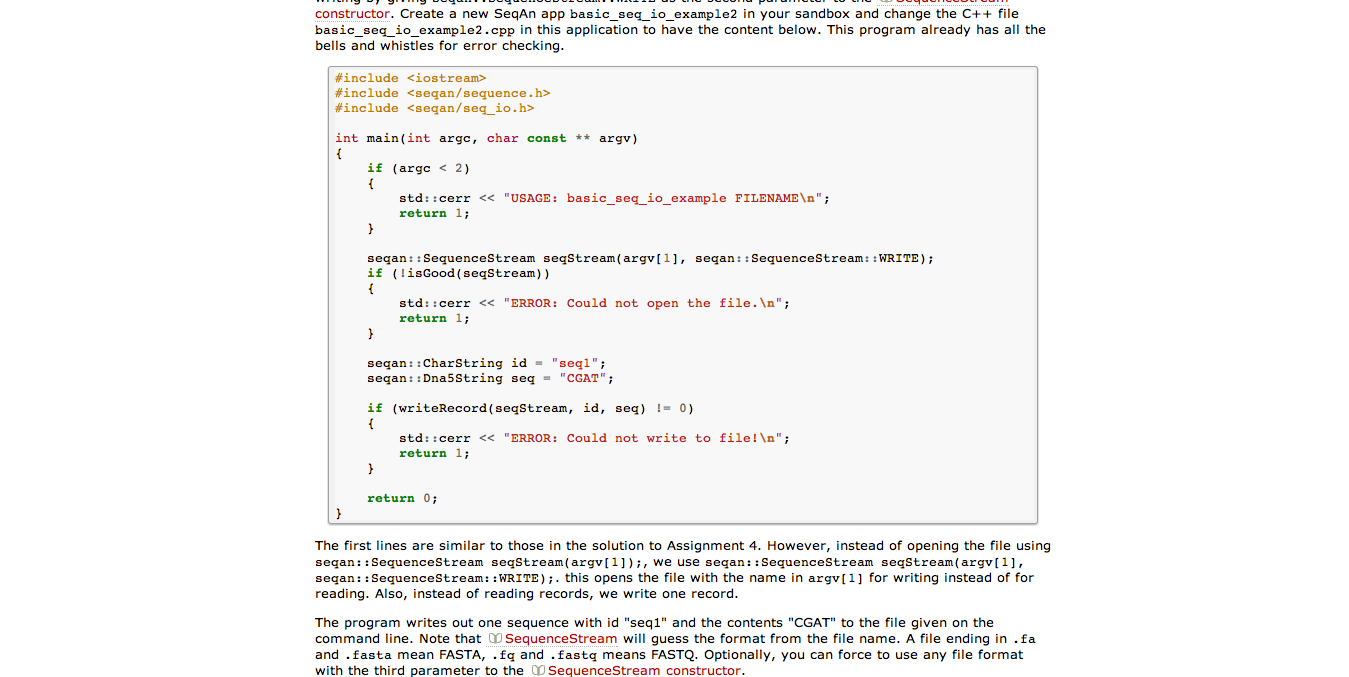 constructor. Create a new SeqAn app basic_seq_io_example2 in your sandbox and change the C++ file
basic_seq_io_example2.cpp in this application to have the content below. This program already has all the
bells and whistles for error checking.
#include <iostream>
#include <seqan/sequence.h>
#include <seqan/seq_io.h>
int main(int argc, char const ** argv)
{
if (argc < 2)
{
std::cerr << "USAGE: basic_seq_io_example FILENAME\n";
return 1;
}
seqan::SequenceStream seqStream(argv[1], seqan::SequenceStream::WRITE);
if (!isGood(seqStream))
{
std::cerr << "ERROR: Could not open the file.\n";
return 1;
}
seqan::CharString id = "seq1";
seqan::Dna5String seq = "CGAT";
if (writeRecord(seqStream, id, seq) != 0)
{
std::cerr << "ERROR: Could not write to file!\n";
return 1;
}
return 0;
}
The first lines are similar to those in the solution to Assignment 4. However, instead of opening the file using
seqan::SequenceStream seqStream(argv[1]);, we use seqan::SequenceStream seqStream(argv[1],
seqan::SequenceStream::WRITE);. this opens the file with the name in argv[1] for writing instead of for
reading. Also, instead of reading records, we write one record.
The program writes out one sequence with id "seq1" and the contents "CGAT" to the file given on the
command line. Note that SequenceStream will guess the format from the file name. A file ending in .fa
and .fasta mean FASTA, .fq and .fastq means FASTQ. Optionally, you can force to use any file format
with the third parameter to the SequenceStream constructor.